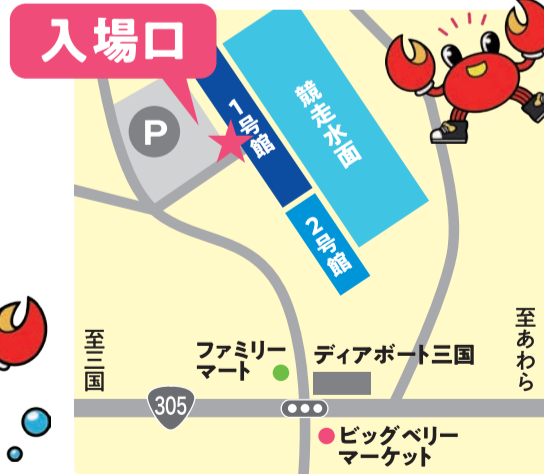 入場口
P
1号館
競走水面
2号館
至あわら
至三国
ファミリー
マート
ディアポート三国
305
ビッグベリー
マーケット